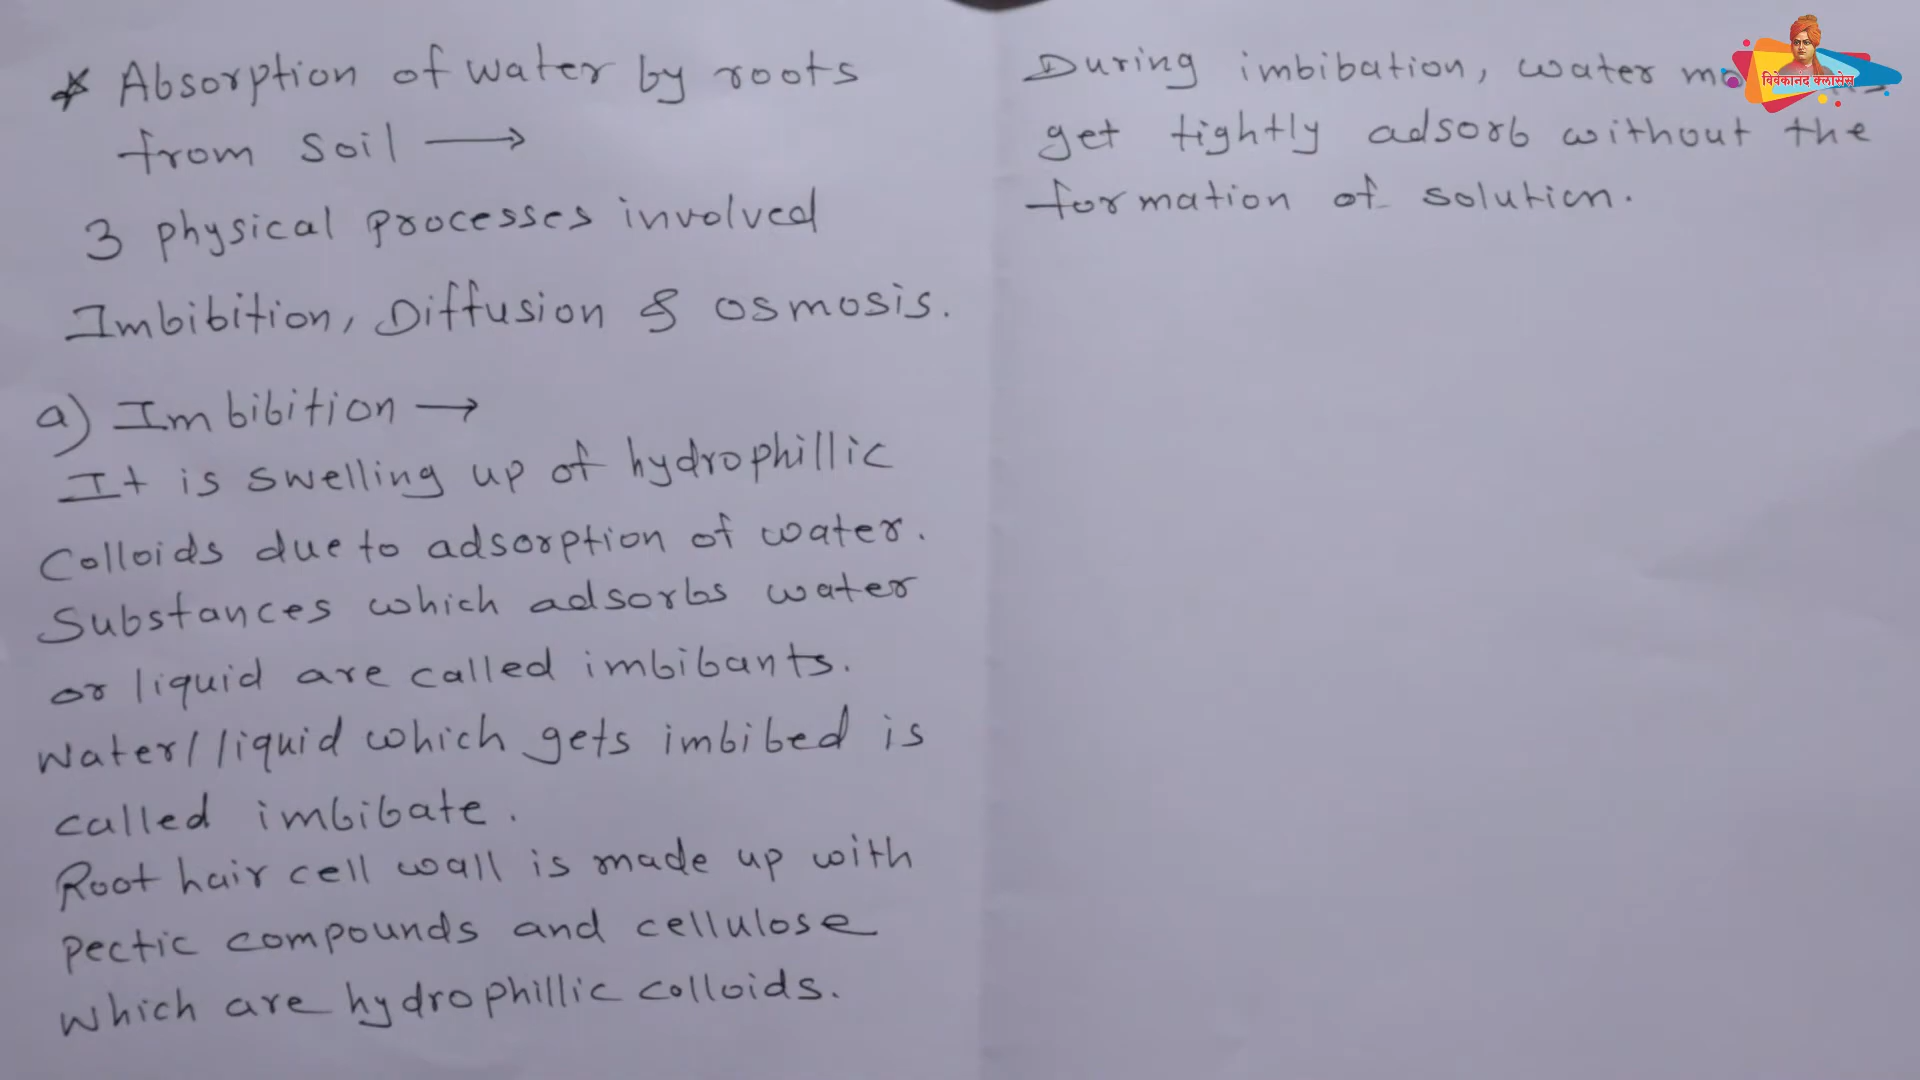 * Absorption of water by roots
from soil →
3 physical processes involved
Imbibition, Diffusion & osmosis.
a) Imbibition →
It is swelling up of hydrophillic
Colloids due to adsorption of water.
Substances which adsorbs water
or liquid are called imbibants.
Water/liquid which gets imbibed is
called imbibate.
Root hair cell wall is made up with
pectic compounds and cellulose
which are hydrophillic colloids.
During imbibation, water
get tightly adsorb without the
formation of solution.
विवेकानंद क्लासेस